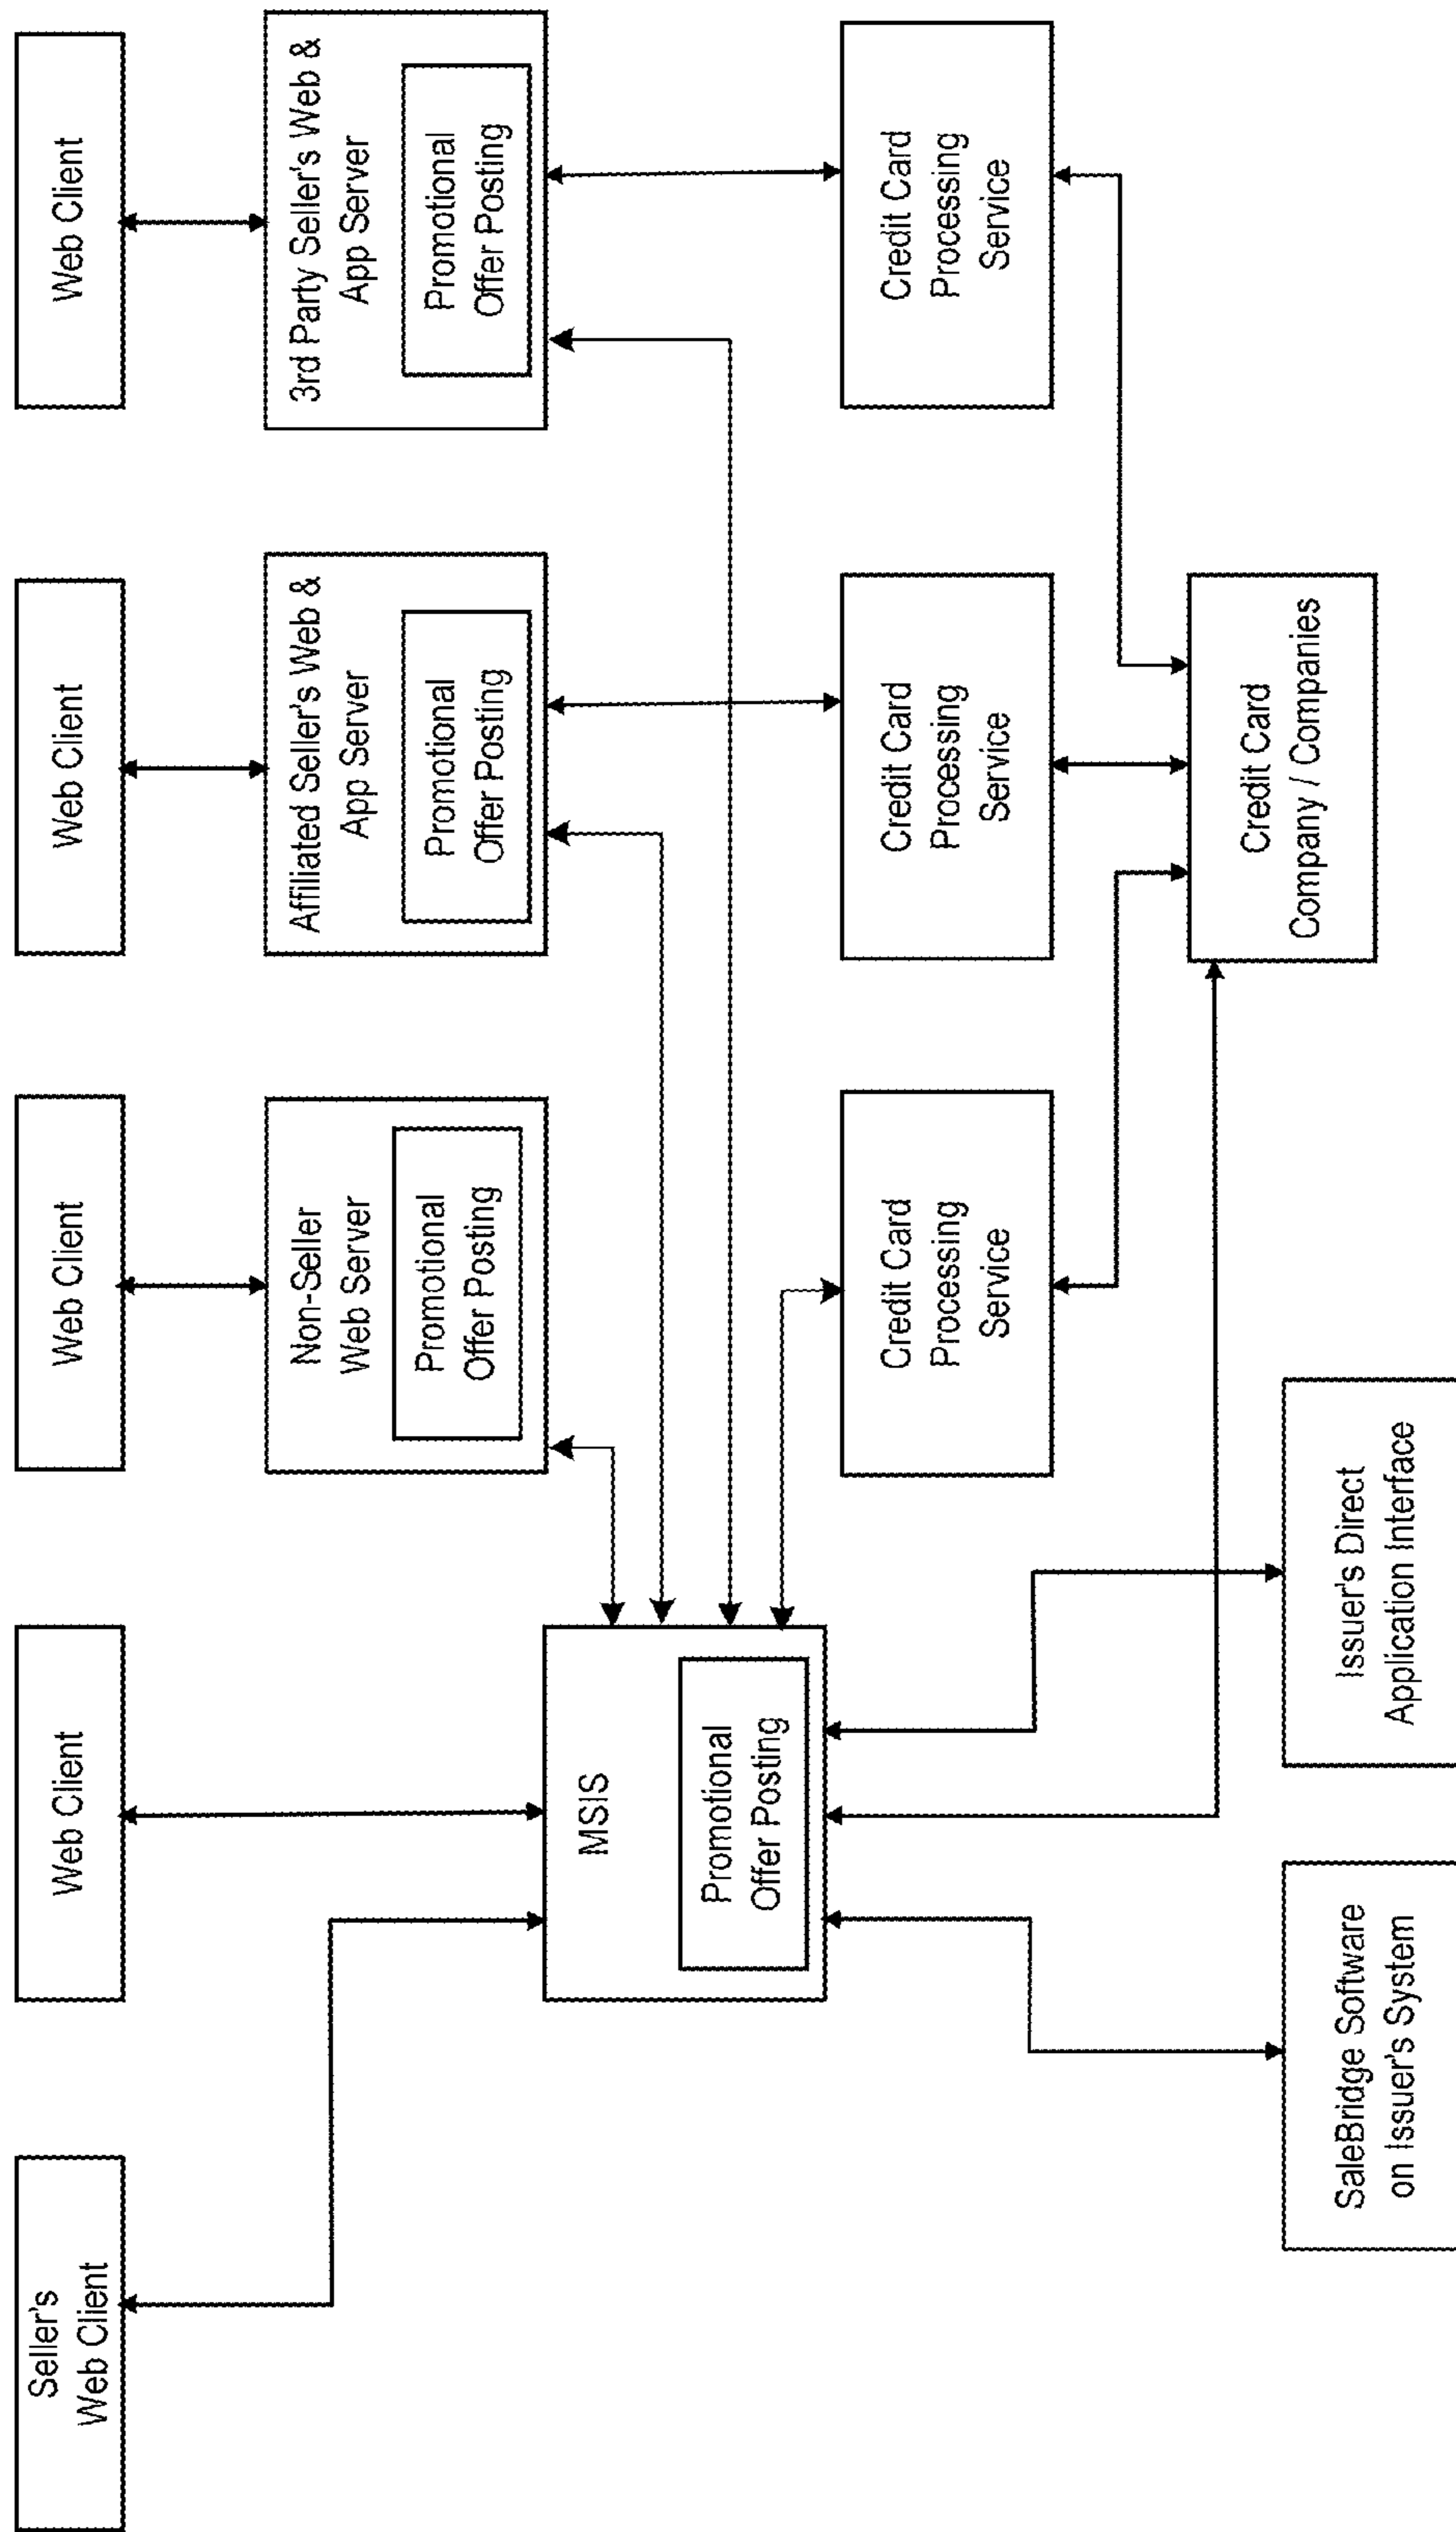 Seller's
Web Client
Web Client
Web Client
Web Client
Web Client
Non-Seller
Web Server
Promotional
Offer Posting
Affiliated Seller's Web &
App Server
Promotional
Offer Posting
3rd Party Seller's Web &
App Server
Promotional
Offer Posting
MSIS
Promotional
Offer Posting
Credit Card
Processing
Service
Credit Card
Processing
Service
Credit Card
Processing
Service
Credit Card
Company / Companies
SaleBridge Software
on Issuer's System
Issuer's Direct
Application Interface